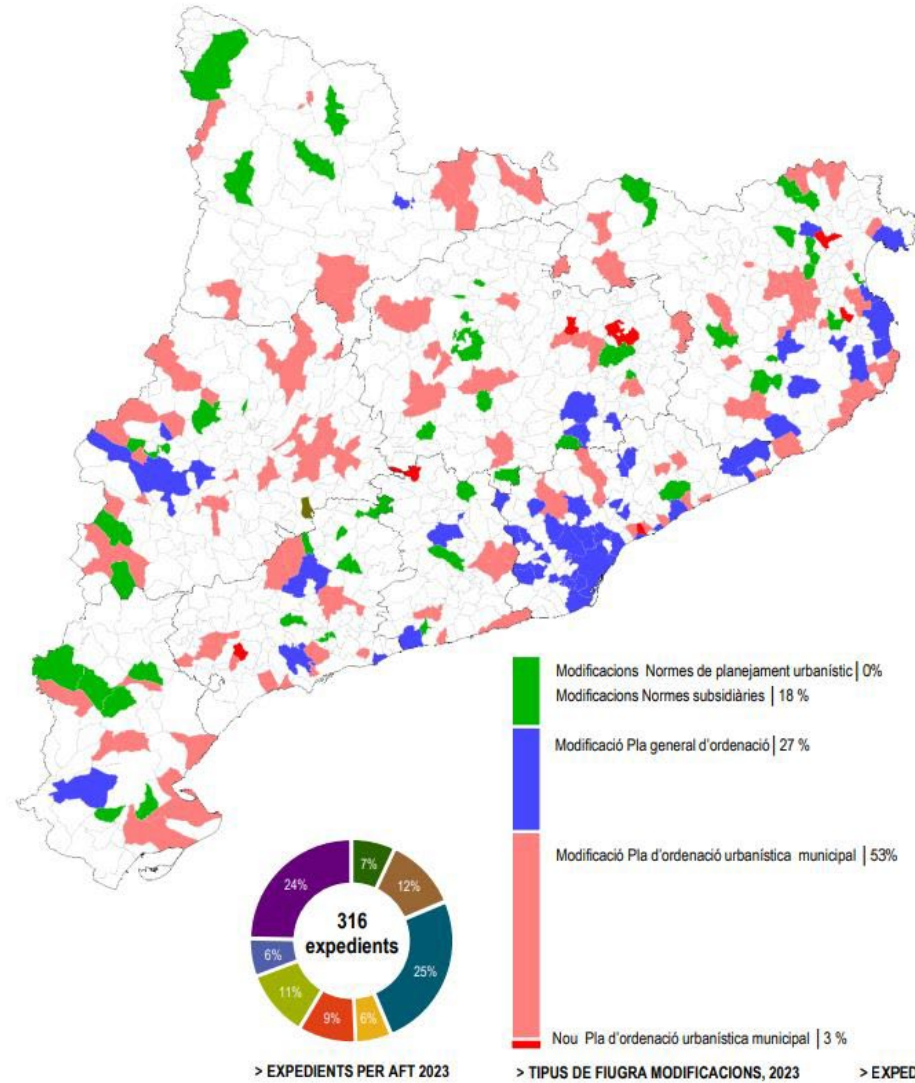 Modificacions Normes de planejament urbanístic | 0%
Modificacions Normes subsidiàries | 18 %
Modificació Pla general d'ordenació | 27 %
Modificació Pla d'ordenació urbanística municipal | 53%
Nou Pla d'ordenació urbanística municipal | 3 %
7%
12%
25%
6%
9%
11%
6%
24%
316
expedients
> EXPEDIENTS PER AFT 2023
> TIPUS DE FIUGRA MODIFICACIONS, 2023
> EXPED